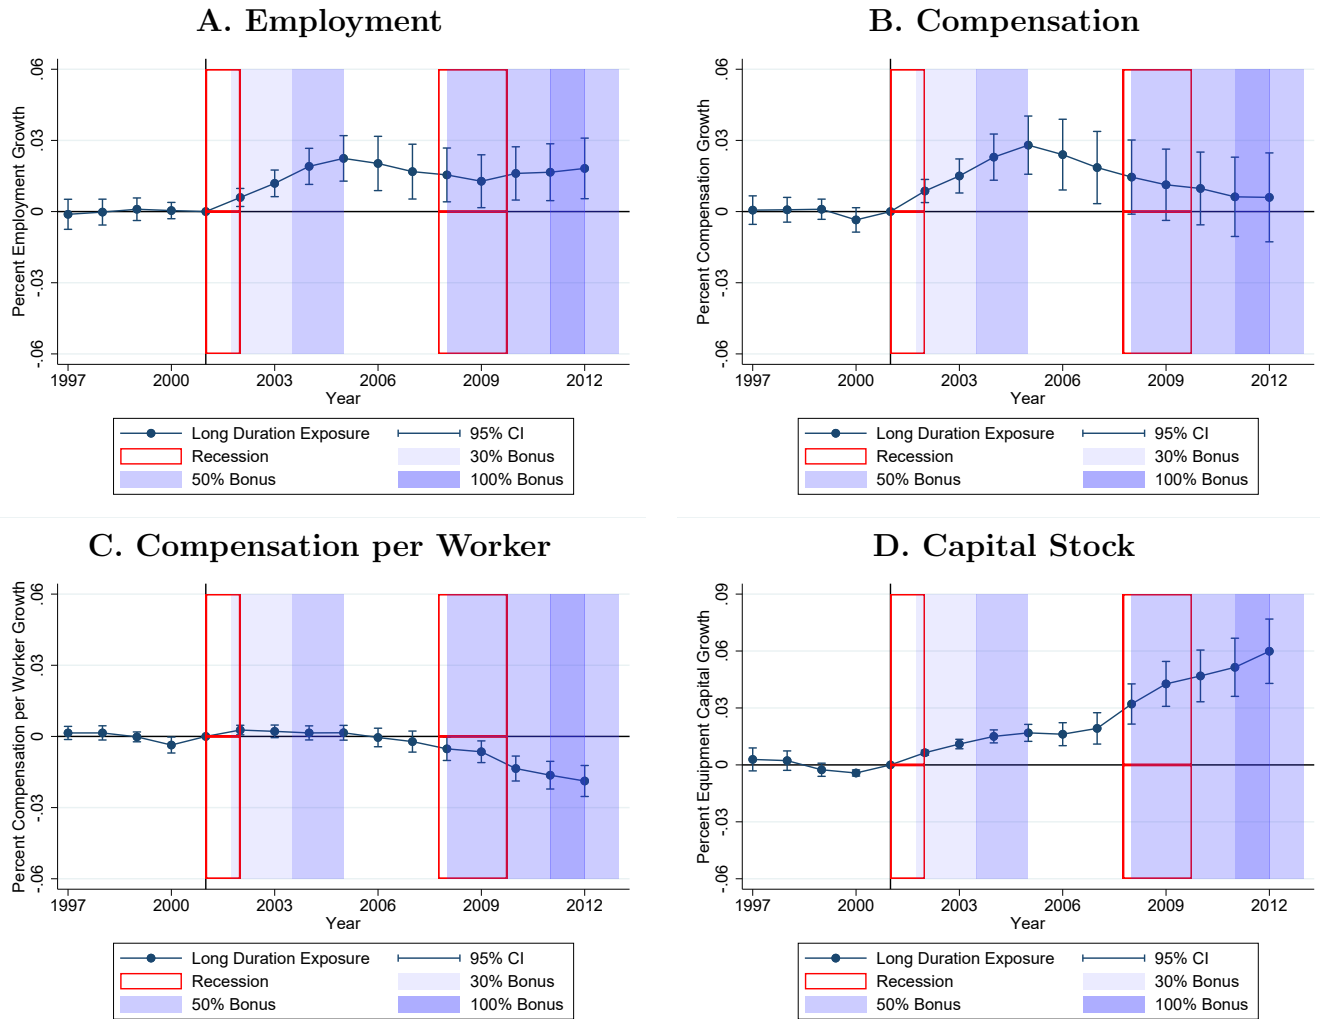 A. Employment
Percent Employment Growth
.06
.03
0
-.03
-.06
1997 2000 2003 2006 2009 2012
Year
Long Duration Exposure 95% CI
Recession 30% Bonus
50% Bonus 100% Bonus
B. Compensation
Percent Compensation Growth
.06
.03
0
-.03
-.06
1997 2000 2003 2006 2009 2012
Year
Long Duration Exposure 95% CI
Recession 30% Bonus
50% Bonus 100% Bonus
C. Compensation per Worker
Percent Compensation per Worker Growth
.06
.03
0
-.03
-.06
1997 2000 2003 2006 2009 2012
Year
Long Duration Exposure 95% CI
Recession 30% Bonus
50% Bonus 100% Bonus
D. Capital Stock
Percent Equipment Capital Growth
.09
.06
.03
0
-.03
-.06
1997 2000 2003 2006 2009 2012
Year
Long Duration Exposure 95% CI
Recession 30% Bonus
50% Bonus 100% Bonus